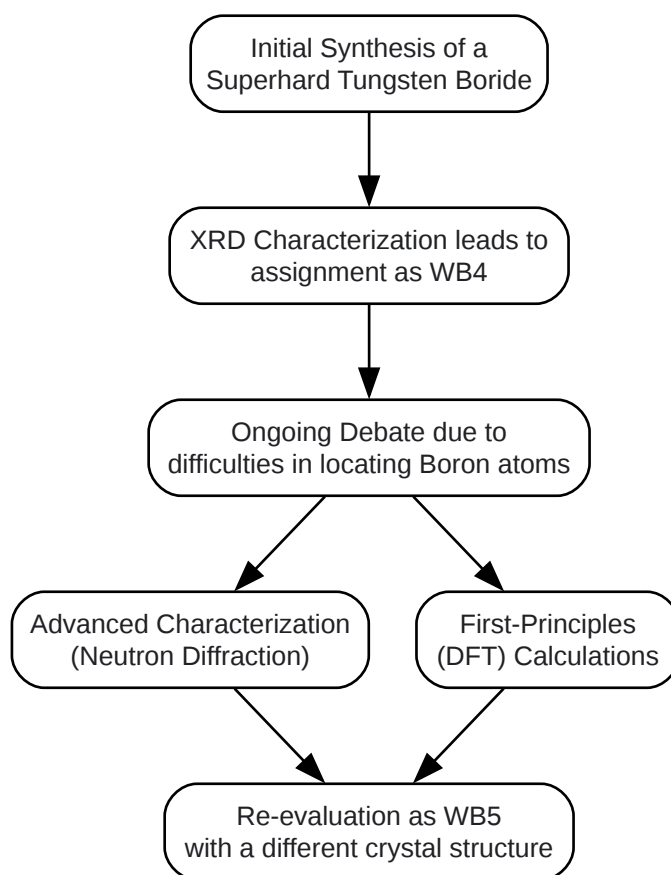 Initial Synthesis of a
Superhard Tungsten Boride
XRD Characterization leads to
assignment as WB4
Ongoing Debate due to
difficulties in locating Boron atoms
Advanced Characterization
(Neutron Diffraction)
First-Principles
(DFT) Calculations
Re-evaluation as WB5
with a different crystal structure